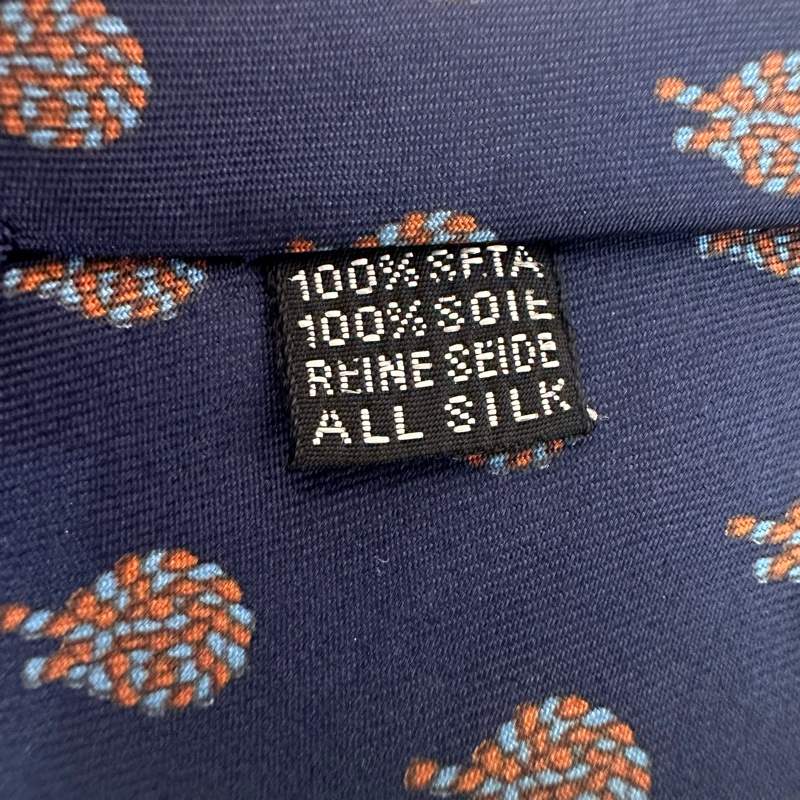 100% SETA
100% SOIE
REINE SEIDE
ALL SILK